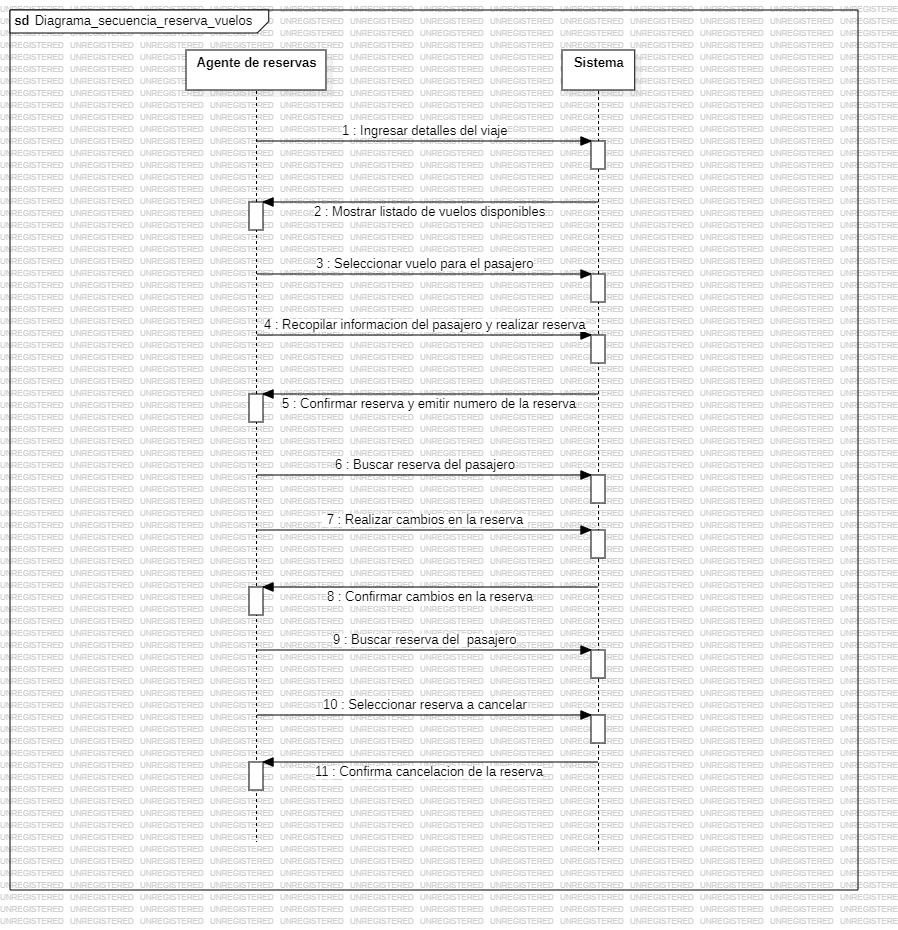 sd Diagrama_secuencia_reserva_vuelos
Agente de reservas
Sistema
1 : Ingresar detalles del viaje
2 : Mostrar listado de vuelos disponibles
3 : Seleccionar vuelo para el pasajero
4 : Recopilar informacion del pasajero y realizar reserva
5 : Confirmar reserva y emitir numero de la reserva
6 : Buscar reserva del pasajero
7 : Realizar cambios en la reserva
8 : Confirmar cambios en la reserva
9 : Buscar reserva del  pasajero
10 : Seleccionar reserva a cancelar
11 : Confirma cancelacion de la reserva
UNREGISTERED